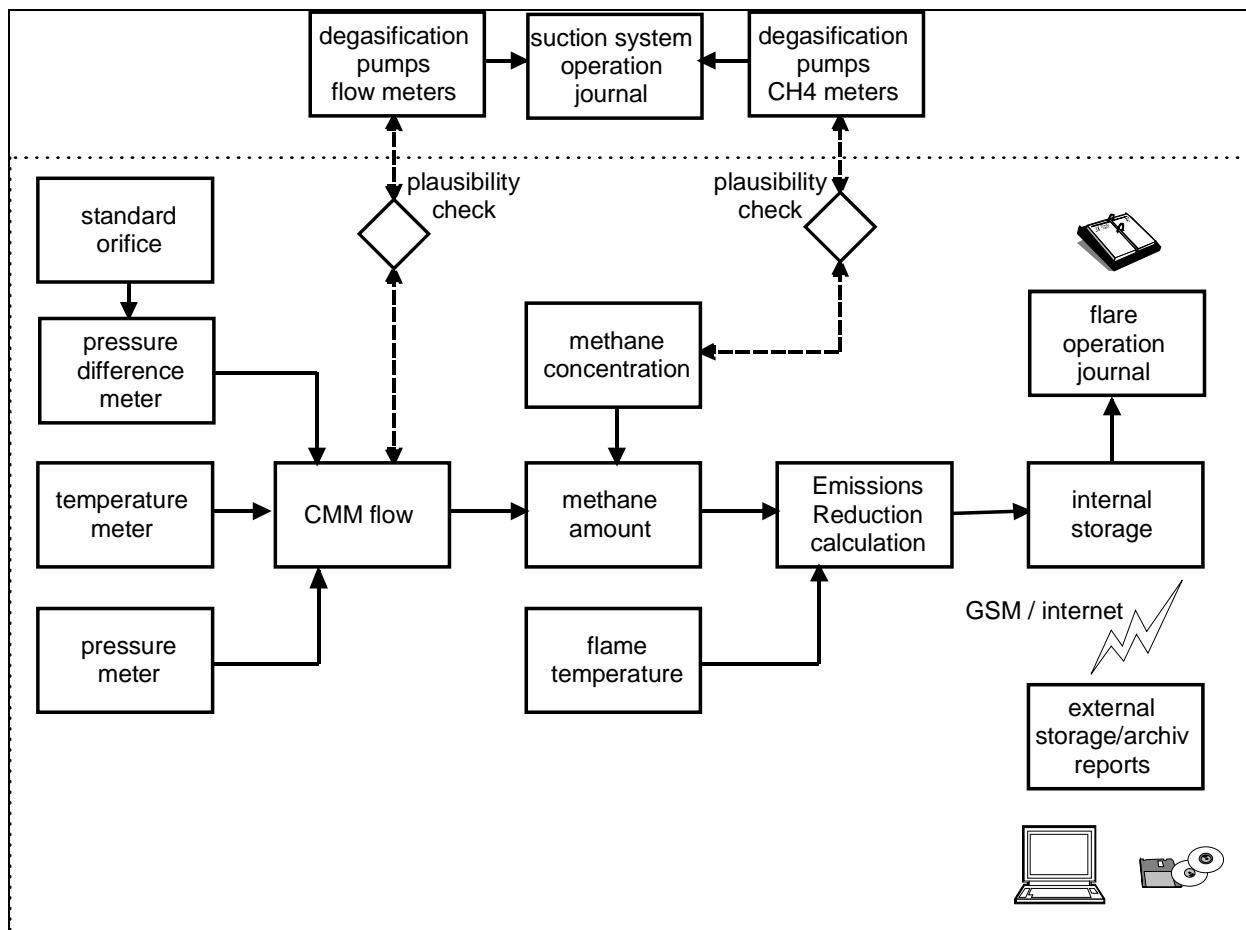 degasification
pumps
flow meters
suction system
operation
journal
degasification
pumps
CH4 meters
plausibility
check
plausibility
check
standard
orifice
pressure
difference
meter
methane
concentration
flare
operation
journal
temperature
meter
CMM flow
methane
amount
Emissions
Reduction
calculation
internal
storage
pressure
meter
flame
temperature
GSM / internet
external
storage/archiv
reports